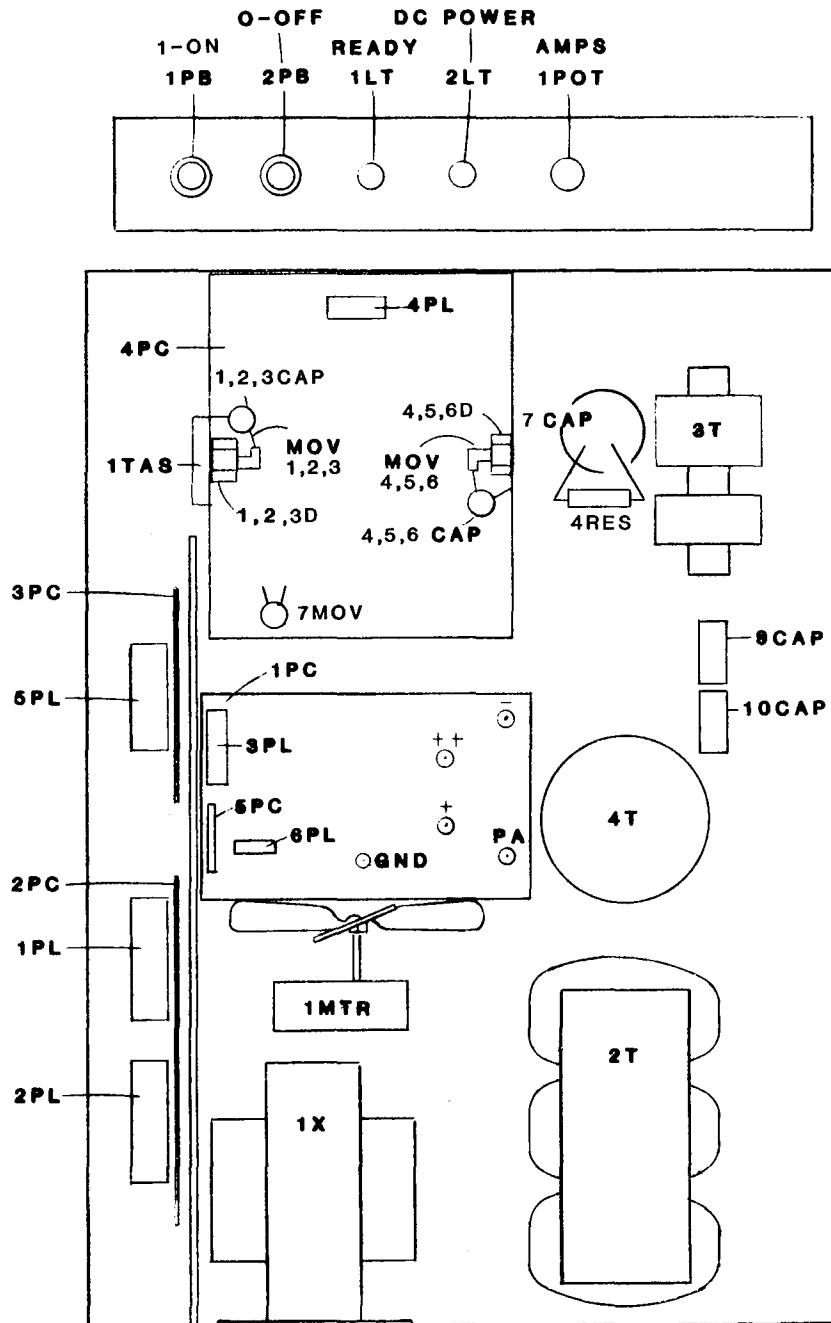 O-OFF DC POWER
1-ON READY AMPS
1PB 2PB 1LT 2LT 1POT
4PL
4PC
1,2,3CAP
4,5,6D 7 CAP
3T
MOV
1,2,3
MOV
4,5,6
1TAS
1,2,3D
4,5,6 CAP
4RES
3PC
7MOV
9CAP
1PC
5PL
10CAP
-
3PL
++
5PC
+
4T
6PL
PA
GND
2PC
1PL
1MTR
2T
2PL
1X